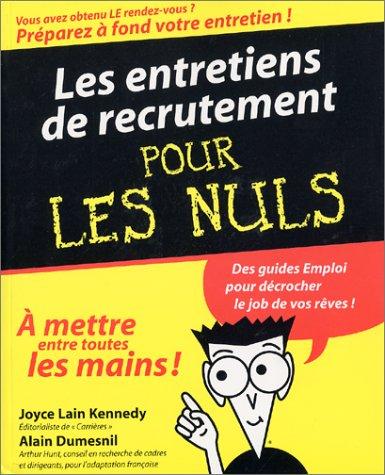 Vous avez obtenu LE rendez-vous ?
Préparez à fond votre entretien !
Les entretiens
de recrutement
POUR
LES NULS
Des guides Emploi
pour décrocher
le job de vos rêves !
À mettre
entre toutes
les mains !
Joyce Lain Kennedy
Éditorialiste de « Carrières »
Alain Dumesnil
Arthur Hunt, conseil en recherche de cadres
et dirigeants, pour l'adaptation française